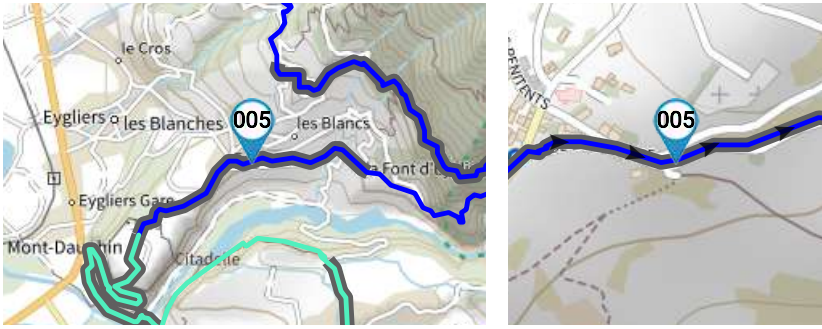 le Cros
005
Eygliers
les Blanches
les Blancs
Eygliers Gare
Mont-Dauphin
Citadelle
PENITENTS
005